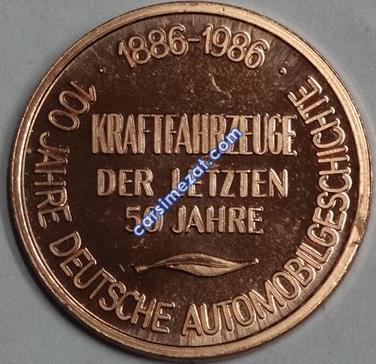 · 1886-1986 ·
100 JAHRE DEUTSCHE AUTOMOBILGESCHICHTE
KRAFTFAHRZEUGE
DER LETZTEN
50 JAHRE
carsimezat.com